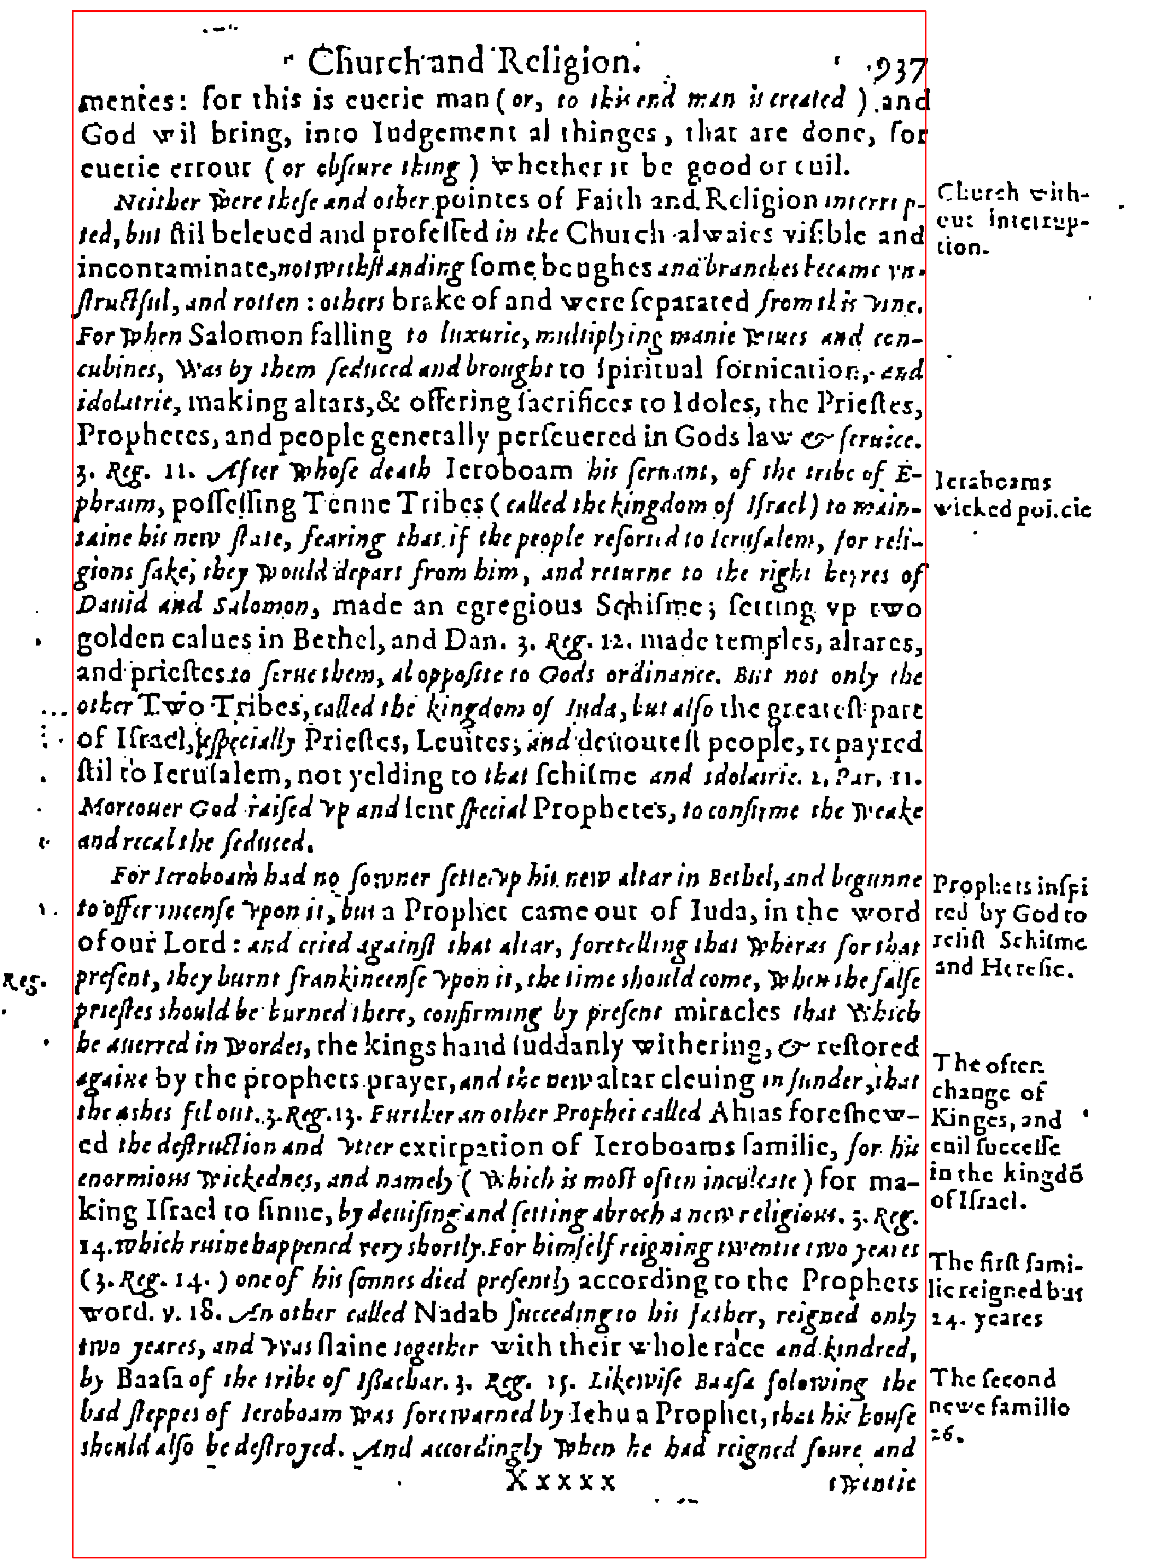 Church and Religion. 937
mentes: for this is euerie man (or, to this end man is created) and
God wil bring, into Iudgement al thinges, that are done, for
euerie errour (or obscure thing) whether it be good or euil.
Neither were these and other pointes of Faith and Religion interrup-
ted, but ſtil beleued and profeſſed in the Church alwaies viſible and
incontaminate, notwithſtanding ſome boughes and branches became vn-
fruƈtful, and rotten: others brake of and were ſeparated from this vine.
For when Salomon falling to luxurie, multiplying manie wiues and con-
cubines, was by them ſeduced and brought to ſpiritual fornication, and
idolatrie, making altars, & offering ſacrifices to Idoles, the Prieſtes,
Prophetes, and people generally perſeuered in Gods law & ſeruice.
3. Reg. 11. After whoſe death Ieroboam his ſeruant, of the tribe of E-
phraim, poſſeſſing Tenne Tribes (called the kingdom of Iſrael) to main-
taine his new ſtate, fearing that if the people reſorted to Ieruſalem, for reli-
gions ſake, they would depart from him, and returne to the right heyres of
Dauid and Salomon, made an egregious Schiſme; ſetting vp two
golden calues in Bethel, and Dan. 3. Reg. 12. made temples, altares,
and prieſtes to ſerue them, al oppoſite to Gods ordinance. But not only the
other Two Tribes, called the kingdom of Iuda, but alſo the greateſt part
of Iſrael, eſpecially Prieſtes, Leuites, and deuouteſt people, repayred
ſtil to Ieruſalem, not yelding to that ſchiſme and idolatrie. 2. Par. 11.
Moreouer God raiſed vp and ſent ſpecial Prophetes, to confirme the weake
and recal the ſeduced.
For Ieroboam had no ſowner ſette vp his new altar in Bethel, and begunne
to offer incenſe vpon it, but a Prophet came out of Iuda, in the word
of our Lord: and cried againſt that altar, foretelling that wheras for that
preſent, they burnt frankincenſe vpon it, the time should come, when the falſe
prieſtes should be burned there, confirming by preſent miracles that which
he auerred in wordes, the kings hand ſuddanly withering, & reſtored
againe by the prophets prayer, and the new altar cleuing in ſunder, that
the ashes fel out. 3. Reg. 13. Further an other Prophet called Ahias foreſhew-
ed the deſtruƈtion and vtter extirpation of Ieroboams familie, for his
enormious wickednes, and namely (which is moſt often inculcate) for ma-
king Iſrael to ſinne, by deuiſing and ſetting abroch a new religious. 3. Reg.
14. which ruine happened very shortly. For himſelf reigning twentie two yeares
(3. Reg. 14.) one of his ſonnes died preſently according to the Prophets
word. v. 18. An other called Nadab ſucceding to his father, reigned only
two yeares, and was ſlaine together with their whole race and kindred,
by Baaſa of the tribe of Iſſachar. 3. Reg. 15. Likewiſe Baaſa folowing the
bad ſteppes of Ieroboam was forewarned by Iehu a Prophet, that his houſe
should alſo be deſtroyed. And accordingly when he had reigned foure and
Xxxxx twentie
Church with-
out interrup-
tion.
Ieroboams
wicked policie
Prophets inſpi
red by God to
reſiſt Schiſme
and Hereſie.
Reg.
The often
change of
Kinges, and
euil ſucceſſe
in the kingdõ
of Iſrael.
The firſt fami-
lie reigned but
24. yeares
The ſecond
newe familie
26.